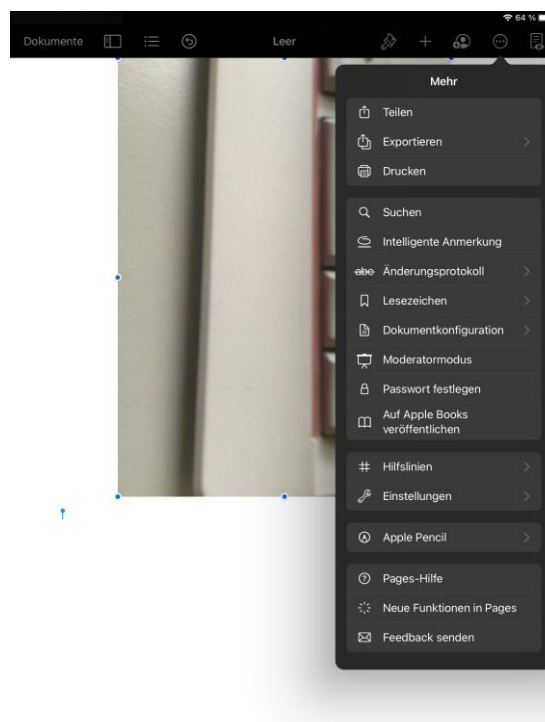 64 %
Dokumente
Leer
Mehr
Teilen
Exportieren
Drucken
Suchen
Intelligente Anmerkung
abc Änderungsprotokoll
Lesezeichen
Dokumentkonfiguration
Moderatormodus
Passwort festlegen
Auf Apple Books
veröffentlichen
Hilfslinien
Einstellungen
Apple Pencil
Pages-Hilfe
Neue Funktionen in Pages
Feedback senden